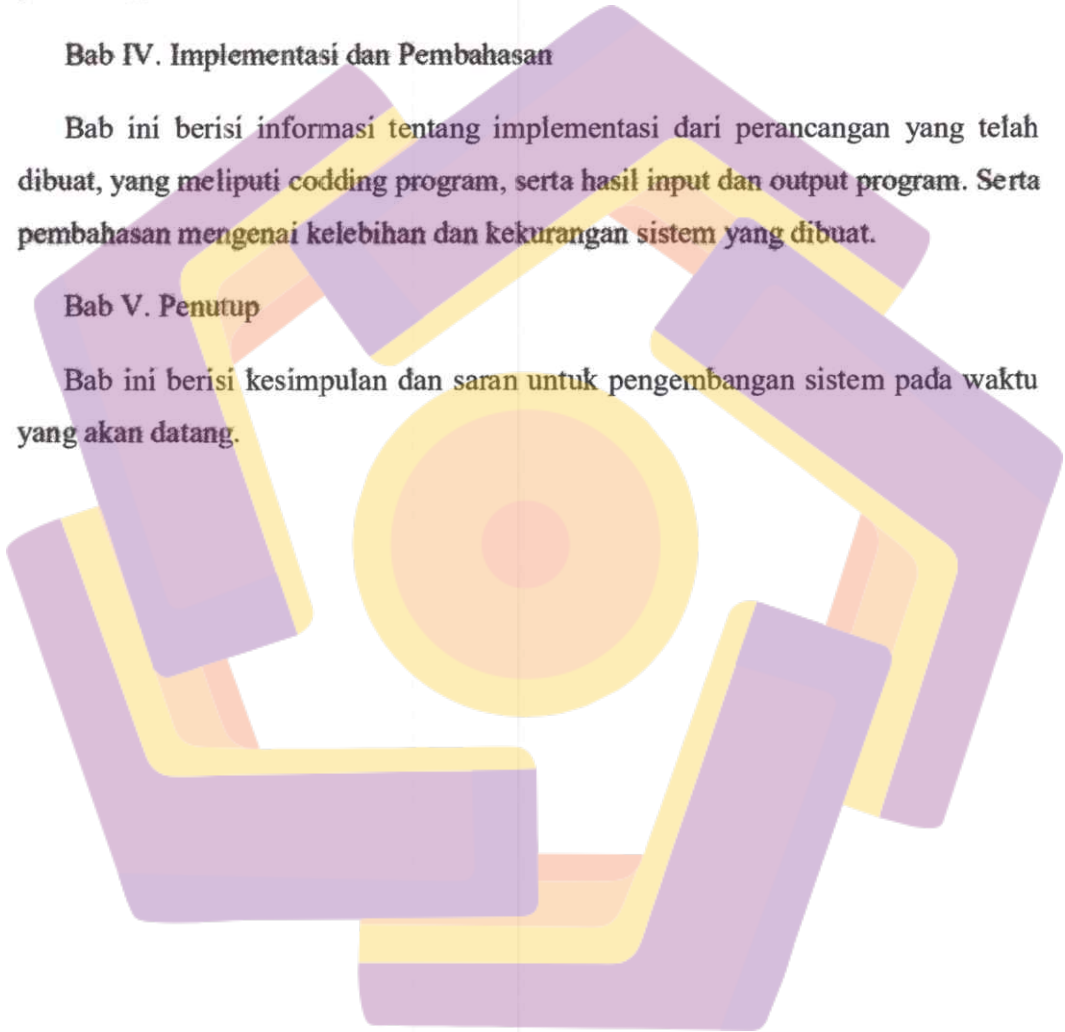 Bab IV. Implementasi dan Pembahasan
Bab ini berisi informasi tentang implementasi dari perancangan yang telah
dibuat, yang meliputi codding program, serta hasil input dan output program. Serta
pembahasan mengenai kelebihan dan kekurangan sistem yang dibuat.
Bab V. Penutup
Bab ini berisi kesimpulan dan saran untuk pengembangan sistem pada waktu
yang akan datang.